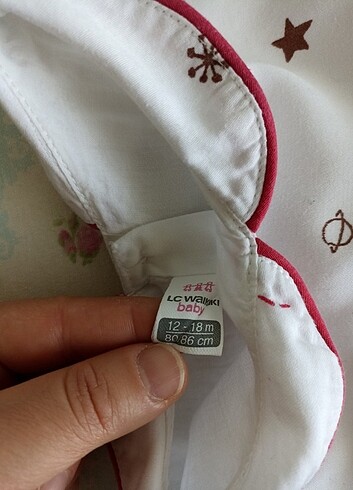 LC WAIKIKI
baby
12 - 18 m
80/86 cm